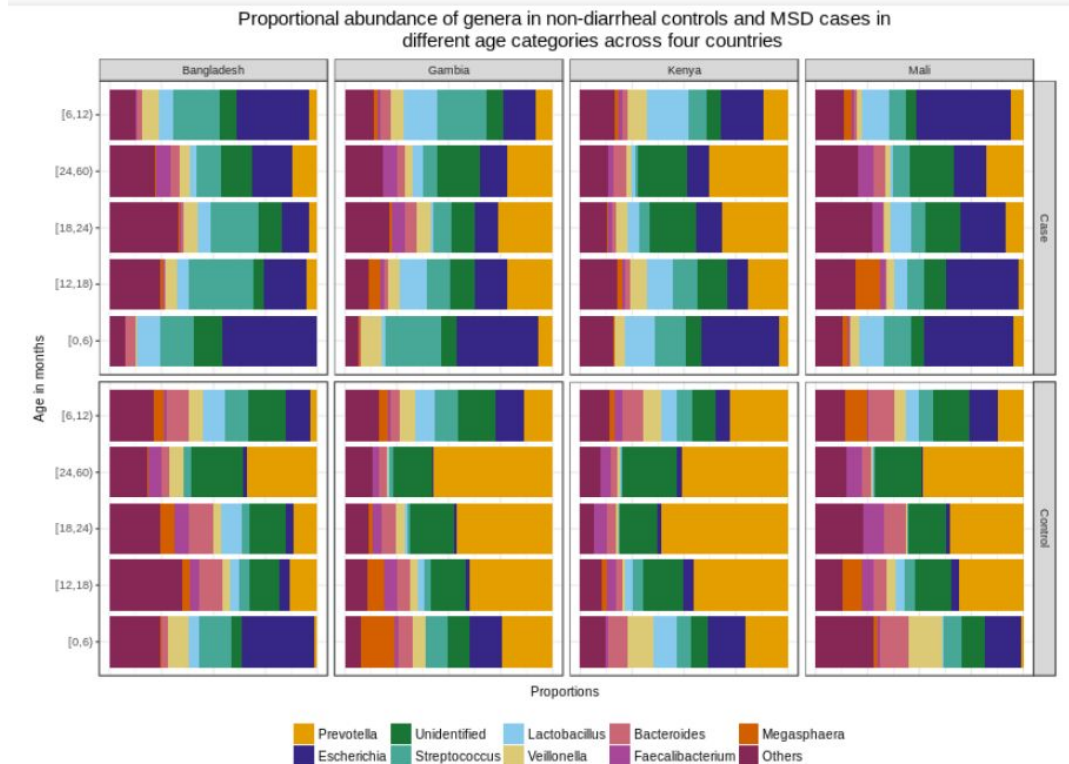 Proportional abundance of genera in non-diarrheal controls and MSD cases in
different age categories across four countries
Bangladesh
Gambia
Kenya
Mali
[6,12)
[24,60)
[18,24)
[12,18)
[0,6)
Case
[6,12)
[24,60)
[18,24)
[12,18)
[0,6)
Control
Age in months
Proportions
Prevotella
Unidentified
Lactobacillus
Bacteroides
Megasphaera
Escherichia
Streptococcus
Veillonella
Faecalibacterium
Others